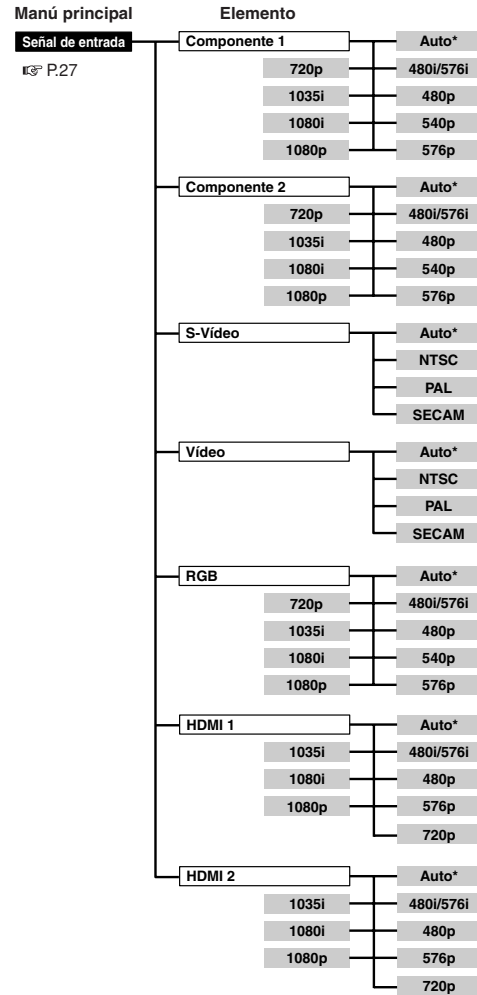 Manú principal Elemento
Señal de entrada Componente 1 Auto*
☞ P.27 720p 480i/576i
1035i 480p
1080i 540p
1080p 576p
Componente 2 Auto*
720p 480i/576i
1035i 480p
1080i 540p
1080p 576p
S-Vídeo Auto*
NTSC
PAL
SECAM
Vídeo Auto*
NTSC
PAL
SECAM
RGB Auto*
720p 480i/576i
1035i 480p
1080i 540p
1080p 576p
HDMI 1 Auto*
1035i 480i/576i
1080i 480p
1080p 576p
720p
HDMI 2 Auto*
1035i 480i/576i
1080i 480p
1080p 576p
720p